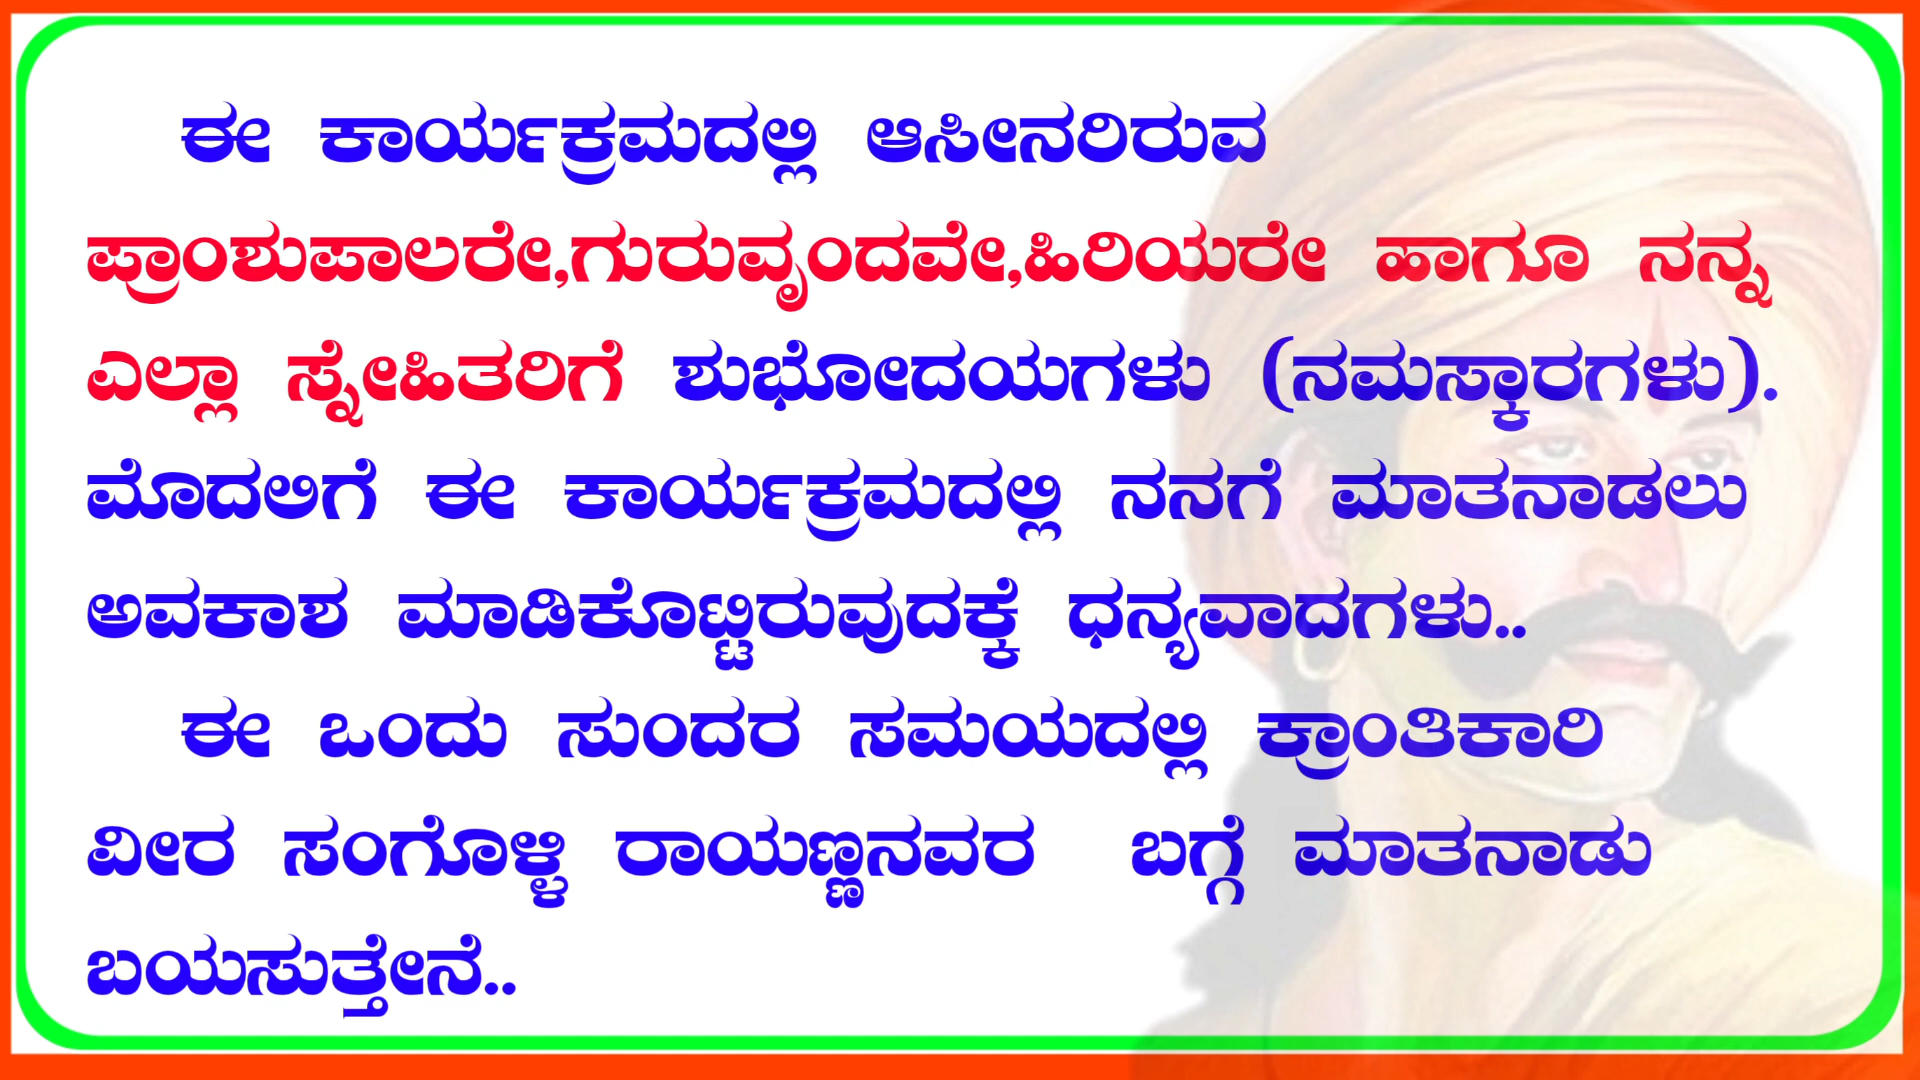 ಈ ಕಾರ್ಯಕ್ರಮದಲ್ಲಿ ಆಸೀನರಿರುವ
ಪ್ರಾಂಶುಪಾಲರೇ,ಗುರುವೃಂದವೇ,ಹಿರಿಯರೇ ಹಾಗೂ ನನ್ನ
ಎಲ್ಲಾ ಸ್ನೇಹಿತರಿಗೆ ಶುಭೋದಯಗಳು (ನಮಸ್ಕಾರಗಳು).
ಮೊದಲಿಗೆ ಈ ಕಾರ್ಯಕ್ರಮದಲ್ಲಿ ನನಗೆ ಮಾತನಾಡಲು
ಅವಕಾಶ ಮಾಡಿಕೊಟ್ಟಿರುವುದಕ್ಕೆ ಧನ್ಯವಾದಗಳು..
ಈ ಒಂದು ಸುಂದರ ಸಮಯದಲ್ಲಿ ಕ್ರಾಂತಿಕಾರಿ
ವೀರ ಸಂಗೊಳ್ಳಿ ರಾಯಣ್ಣನವರ ಬಗ್ಗೆ ಮಾತನಾಡು
ಬಯಸುತ್ತೇನೆ..